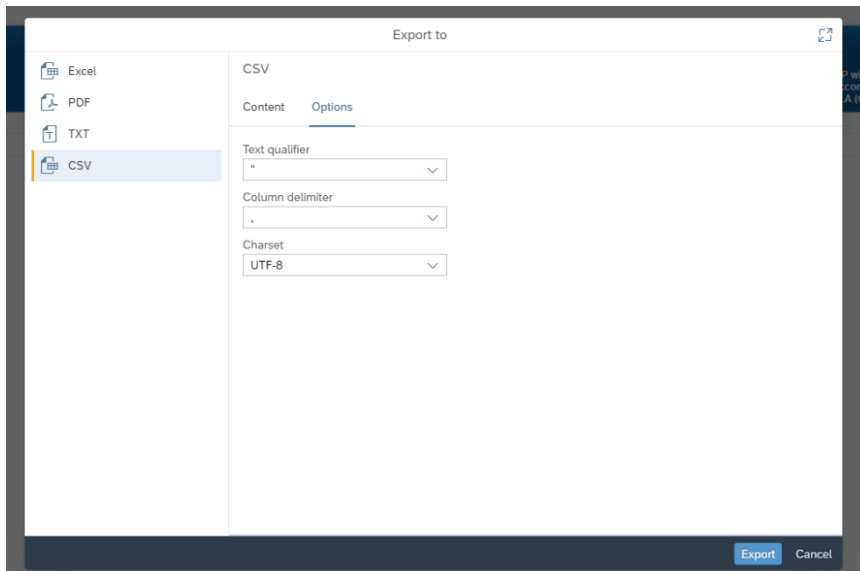 Export to
Excel
PDF
TXT
CSV
CSV
Content Options
Text qualifier
"
Column delimiter
,
Charset
UTF-8
Export Cancel